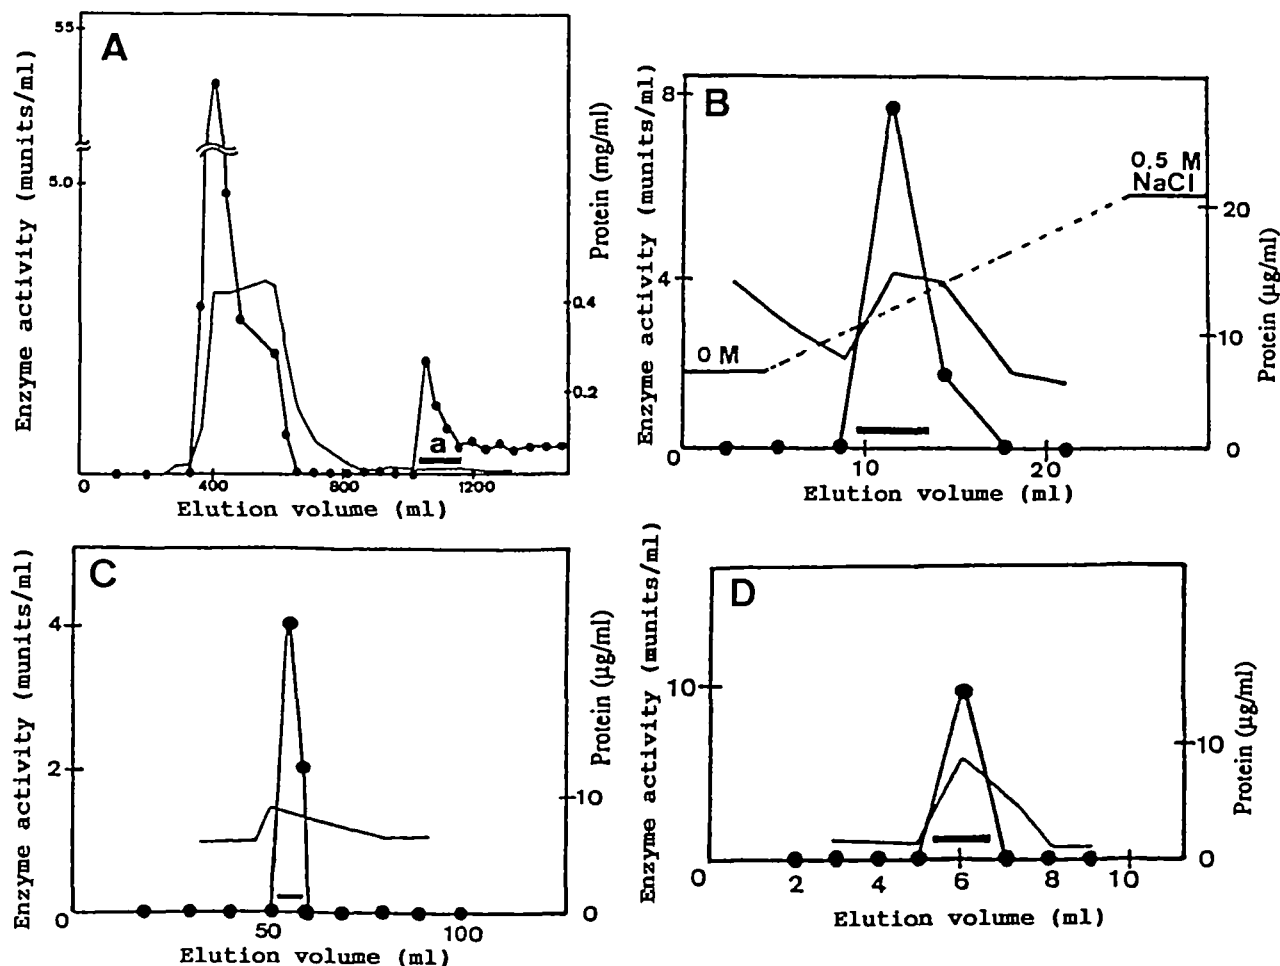 A
Enzyme activity (munits/ml)
55
5.0
Protein (mg/ml)
0.4
0.2
a
0 400 800 1200
Elution volume (ml)
B
Enzyme activity (munits/ml)
8
4
0
0.5 M
NaCl
0 M
Protein (µg/ml)
20
10
0
10 20
Elution volume (ml)
C
Enzyme activity (munits/ml)
4
2
0
Protein (µg/ml)
10
0
50 100
Elution volume (ml)
D
Enzyme activity (munits/ml)
10
0
Protein (µg/ml)
10
0
2 4 6 8 10
Elution volume (ml)